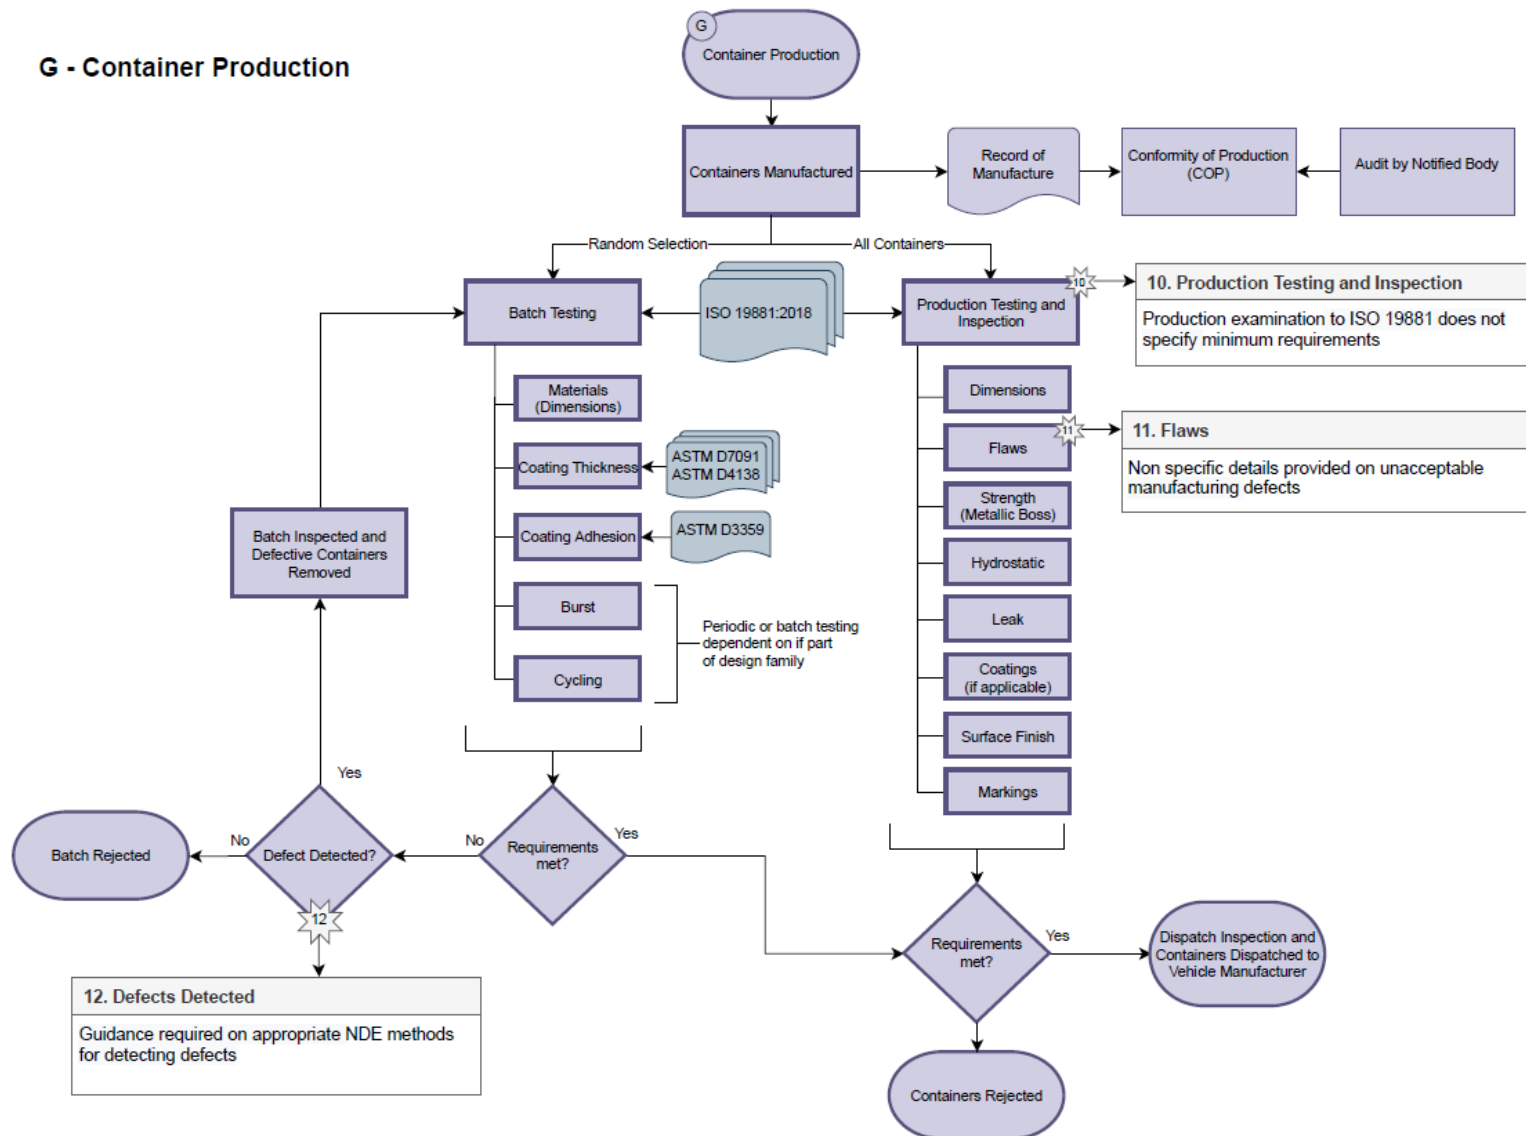 G
Container Production
G - Container Production
Containers Manufactured
Record of
Manufacture
Conformity of Production
(COP)
Audit by Notified Body
Random Selection
All Containers
Batch Testing
ISO 19881:2018
Production Testing and
Inspection
10
10. Production Testing and Inspection
Production examination to ISO 19881 does not
specify minimum requirements
Materials
(Dimensions)
Coating Thickness
ASTM D7091
ASTM D4138
Coating Adhesion
ASTM D3359
Burst
Cycling
Periodic or batch testing
dependent on if part
of design family
Dimensions
Flaws
11
11. Flaws
Non specific details provided on unacceptable
manufacturing defects
Strength
(Metallic Boss)
Hydrostatic
Leak
Coatings
(if applicable)
Surface Finish
Markings
Batch Inspected and
Defective Containers
Removed
Yes
Batch Rejected
No
Defect Detected?
No
Requirements
met?
Yes
12
12. Defects Detected
Guidance required on appropriate NDE methods
for detecting defects
Requirements
met?
Yes
Dispatch Inspection and
Containers Dispatched to
Vehicle Manufacturer
Containers Rejected